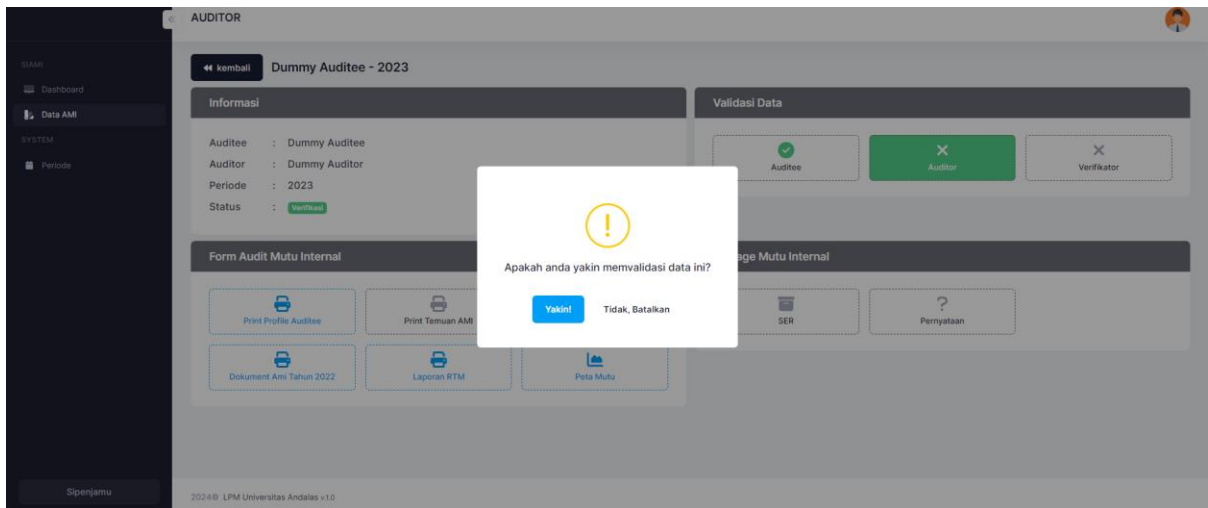 AUDITOR
SIAMI
Dashboard
Data AMI
SYSTEM
Periode
Sipenjamu
kembali
Dummy Auditee - 2023
Informasi
Auditee : Dummy Auditee
Auditor : Dummy Auditor
Periode : 2023
Status : Verifikasi
Validasi Data
Auditee
Auditor
Verifikator
Apakah anda yakin memvalidasi data ini?
Yakin!
Tidak, Batalkan
Form Audit Mutu Internal
Print Profile Auditee
Print Temuan AMI
Dokument Ami Tahun 2022
Laporan RTM
Peta Mutu
Mutu Internal
SER
Pernyataan
2024© LPM Universitas Andalas v.1.0